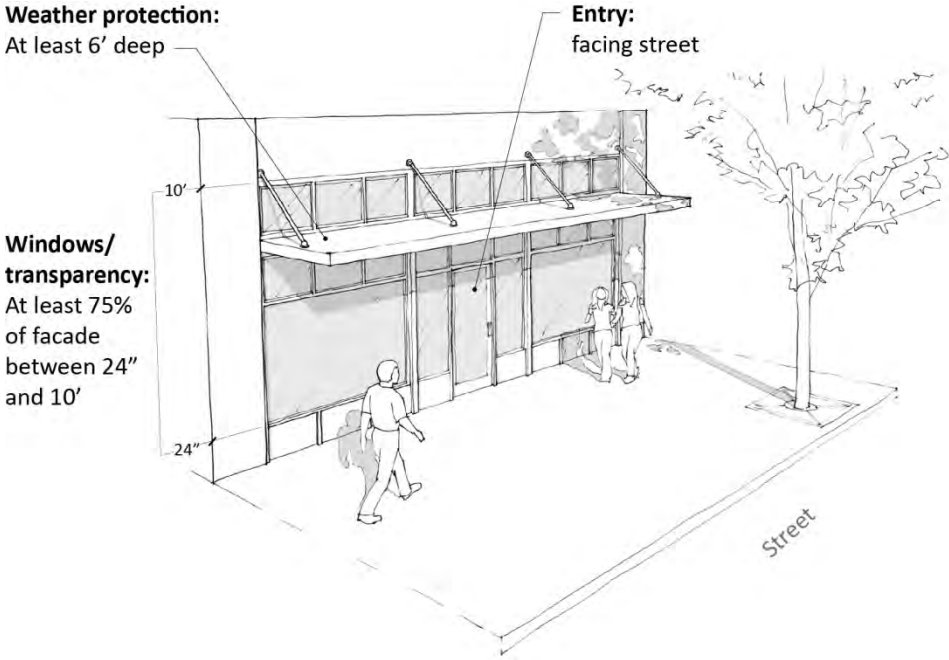 Weather protection:
At least 6’ deep
Entry:
facing street
10’
Windows/
transparency:
At least 75%
of facade
between 24”
and 10’
24”
Street